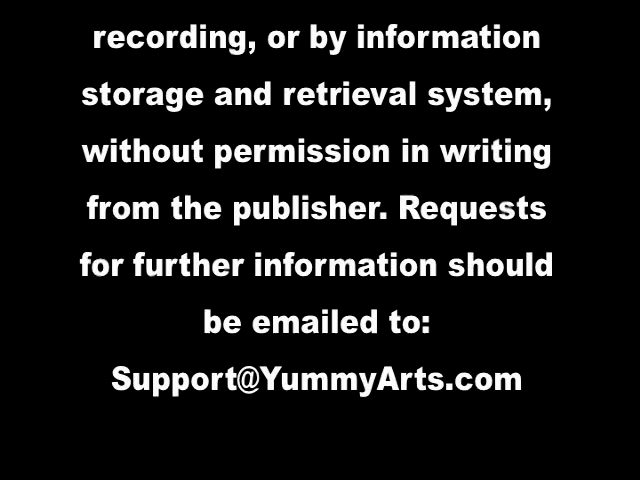 recording, or by information
storage and retrieval system,
without permission in writing
from the publisher. Requests
for further information should
be emailed to:
Support@YummyArts.com